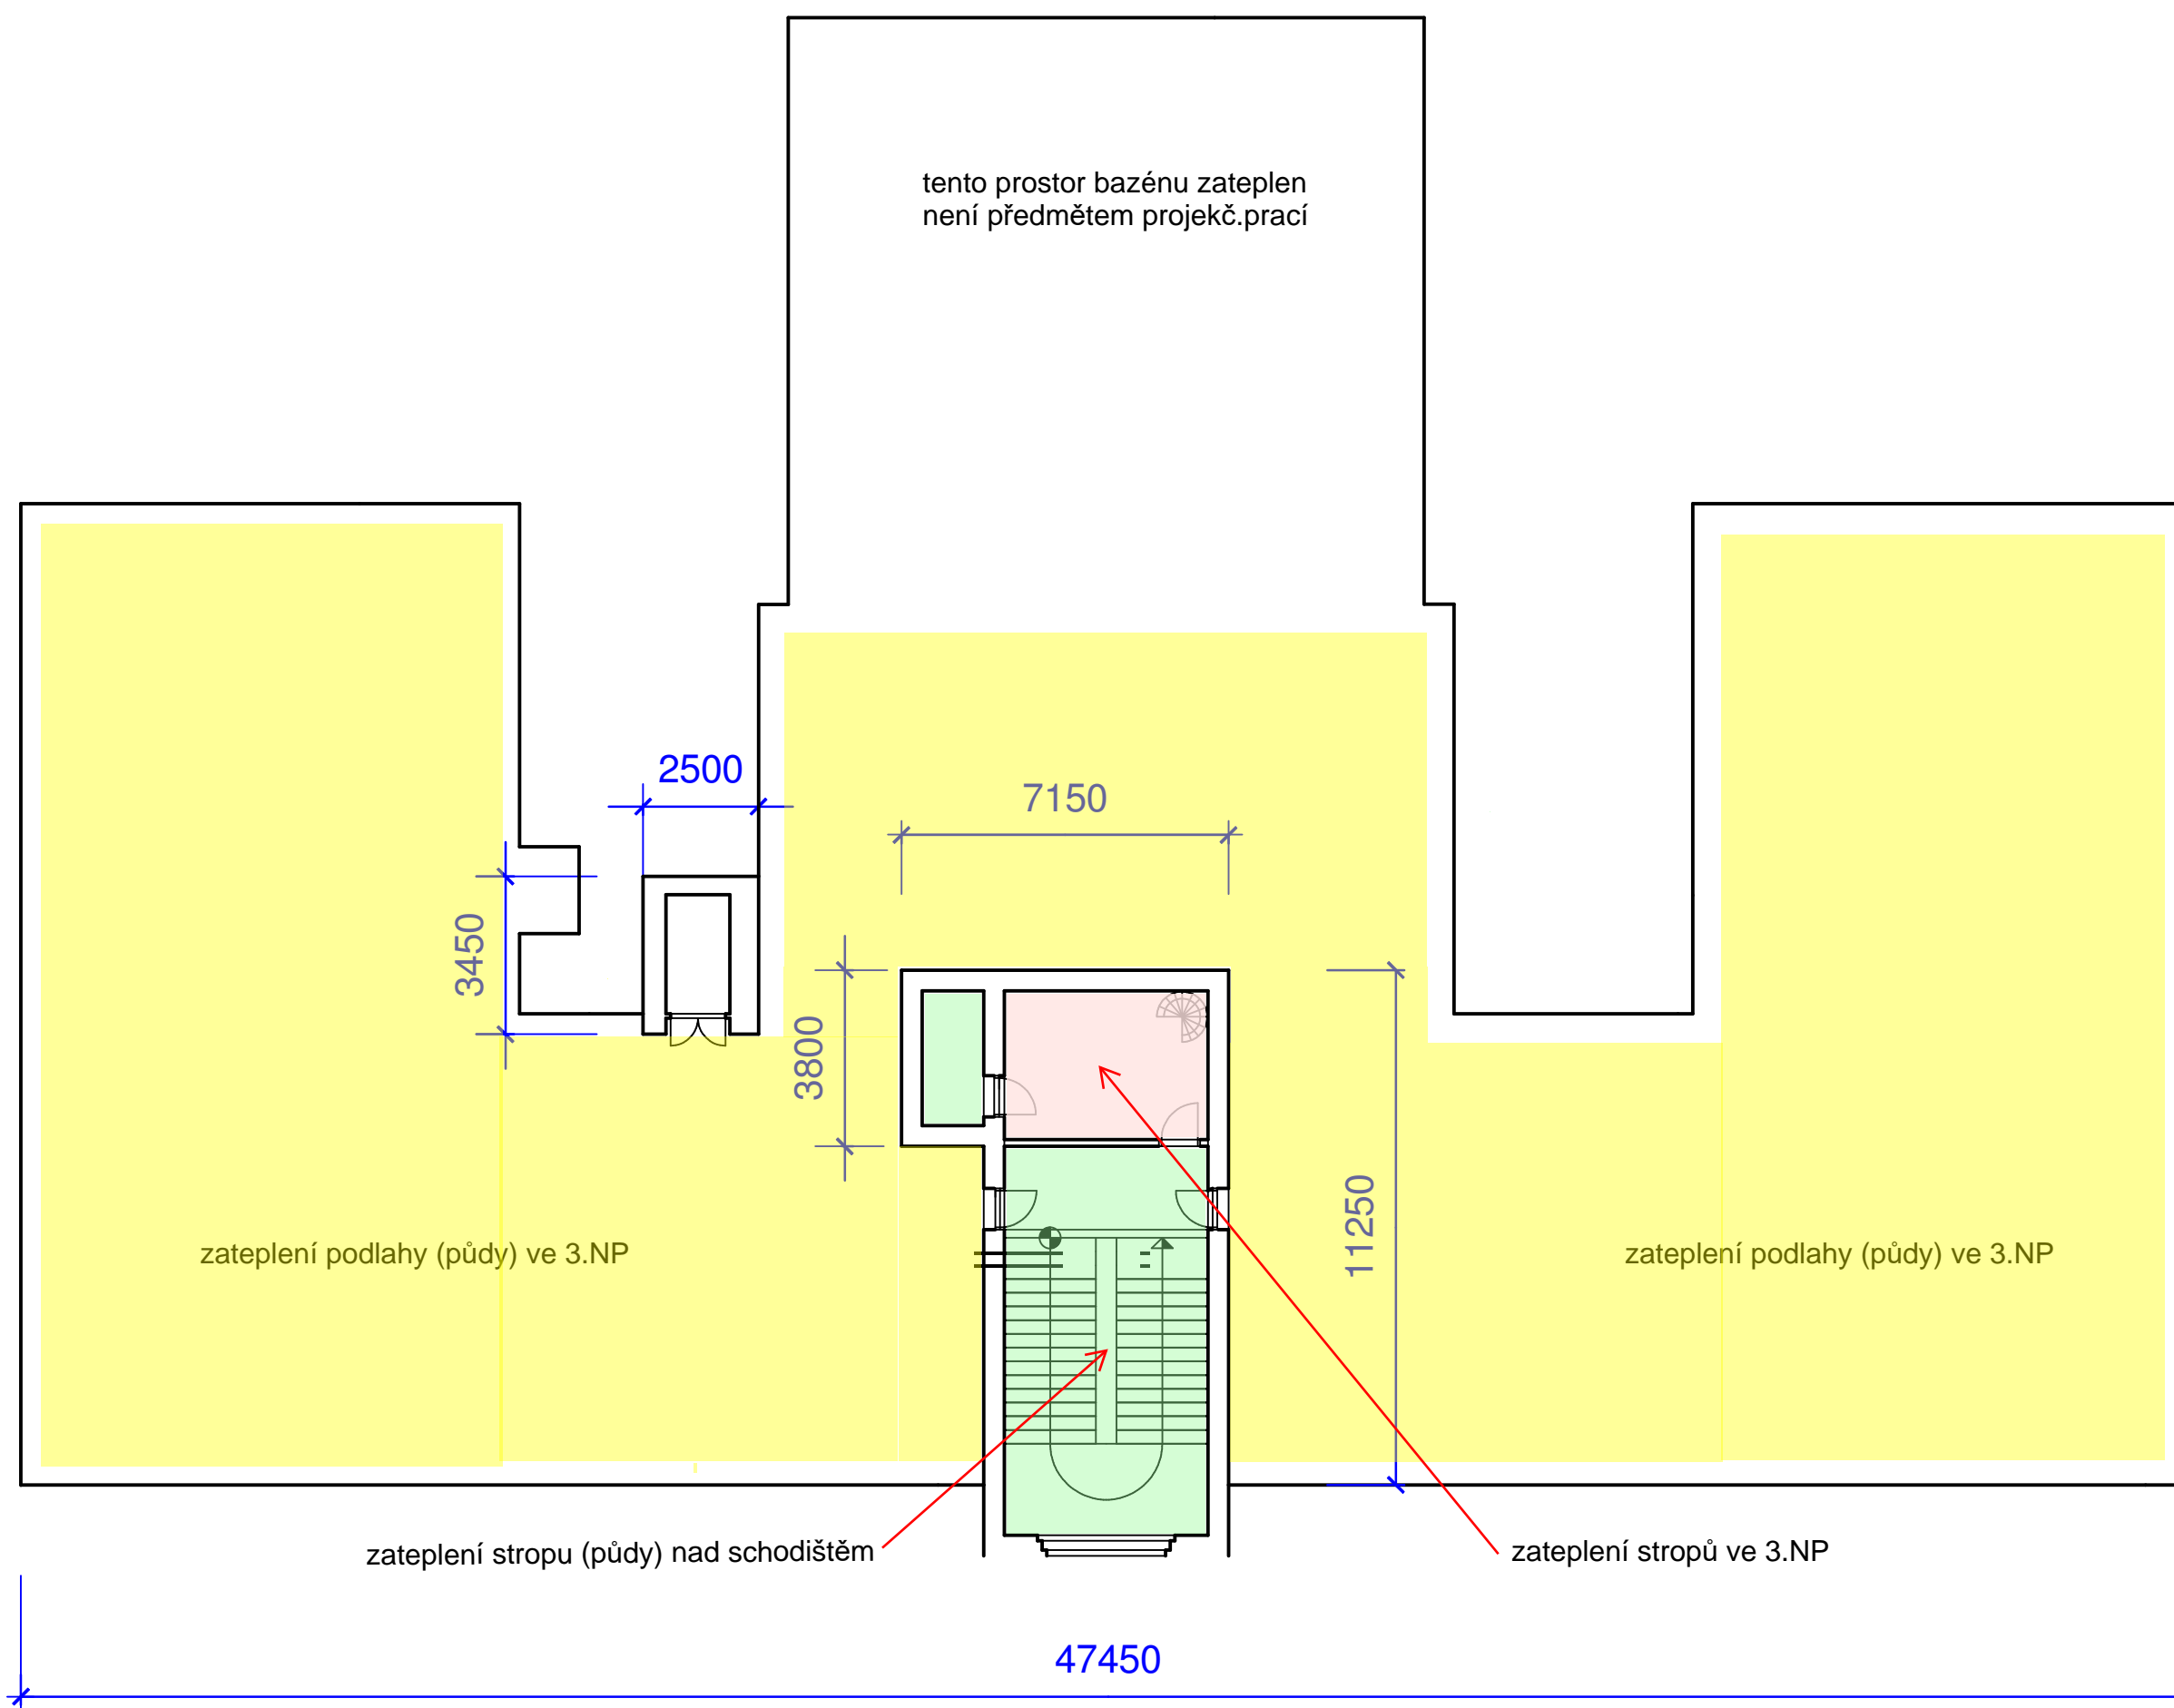 tento prostor bazénu zateplen
není předmětem projekč.prací
2500
7150
3450
3800
11250
zateplení podlahy (půdy) ve 3.NP
zateplení podlahy (půdy) ve 3.NP
zateplení stropu (půdy) nad schodištěm
zateplení stropů ve 3.NP
47450